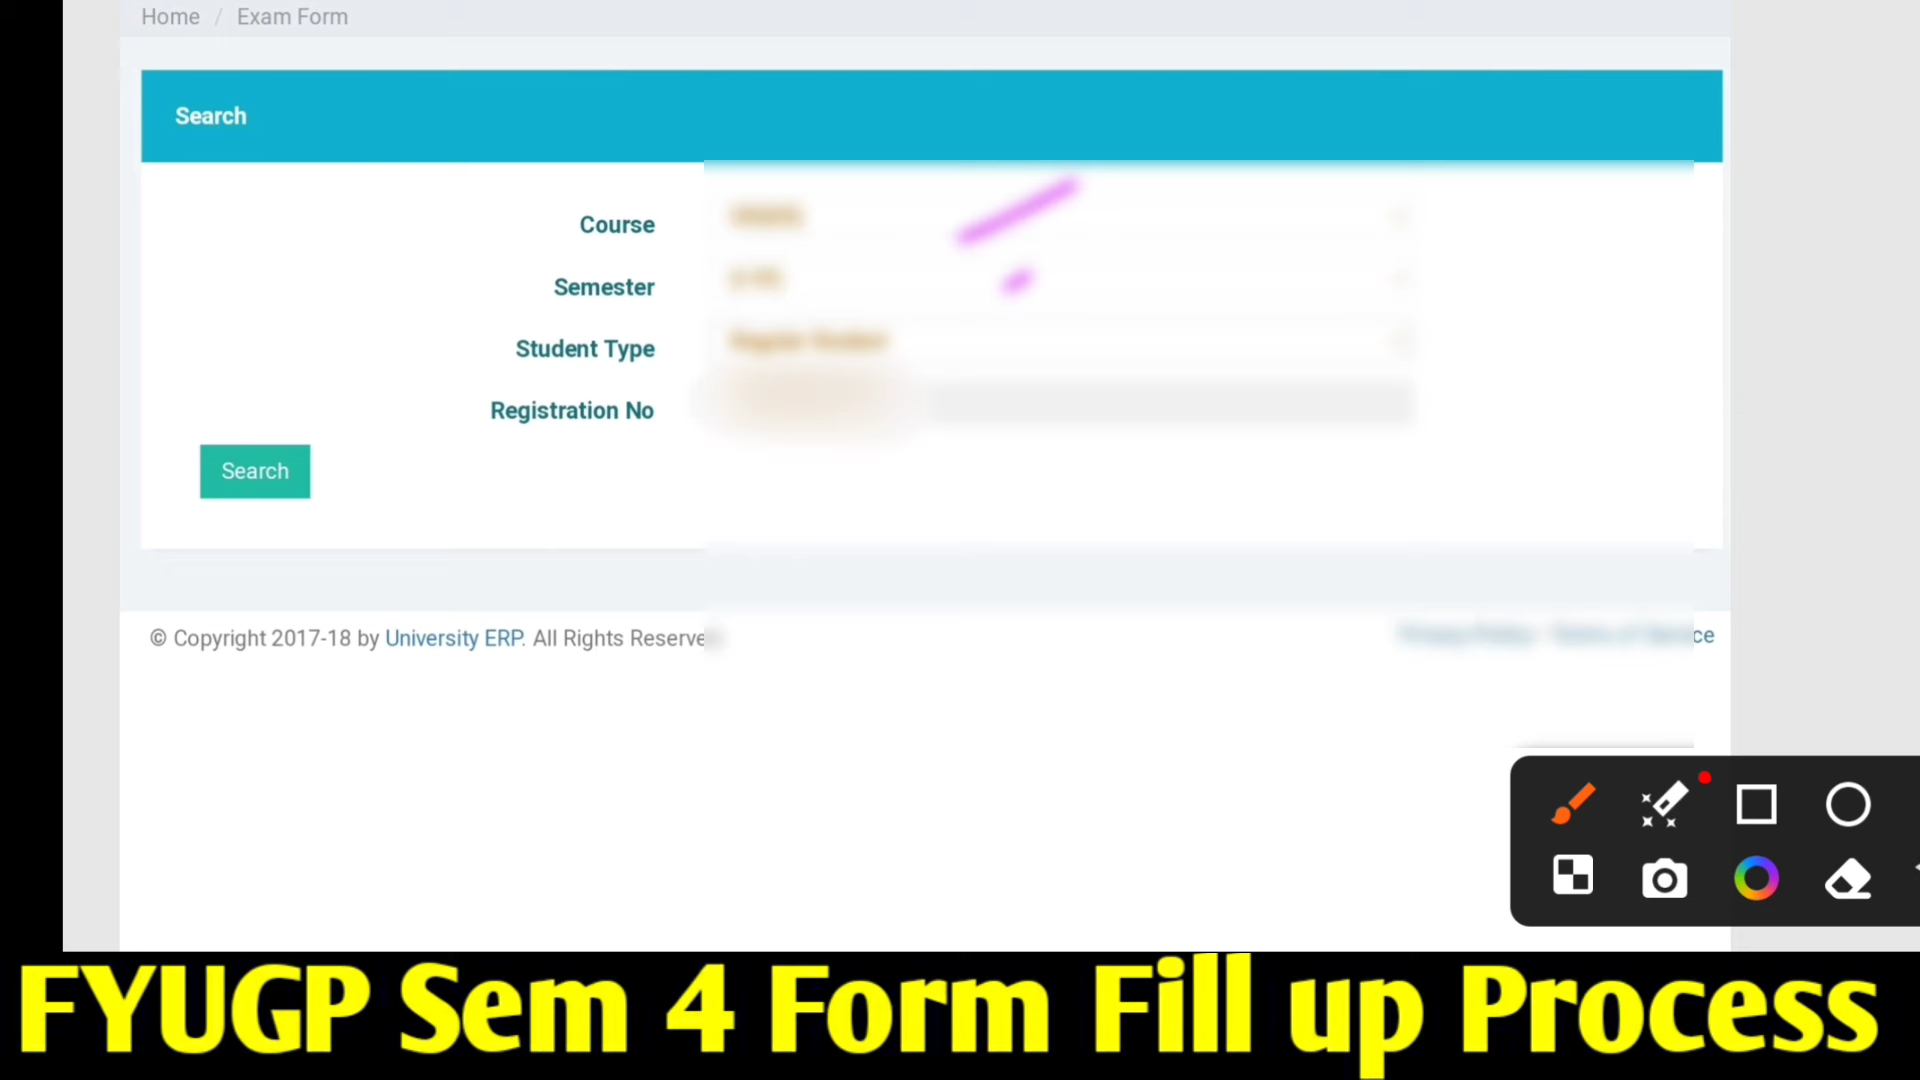 Home / Exam Form
Search
Course
Semester
Student Type
Registration No
Search
© Copyright 2017-18 by University ERP. All Rights Reserve
FYUGP Sem 4 Form Fill up Process